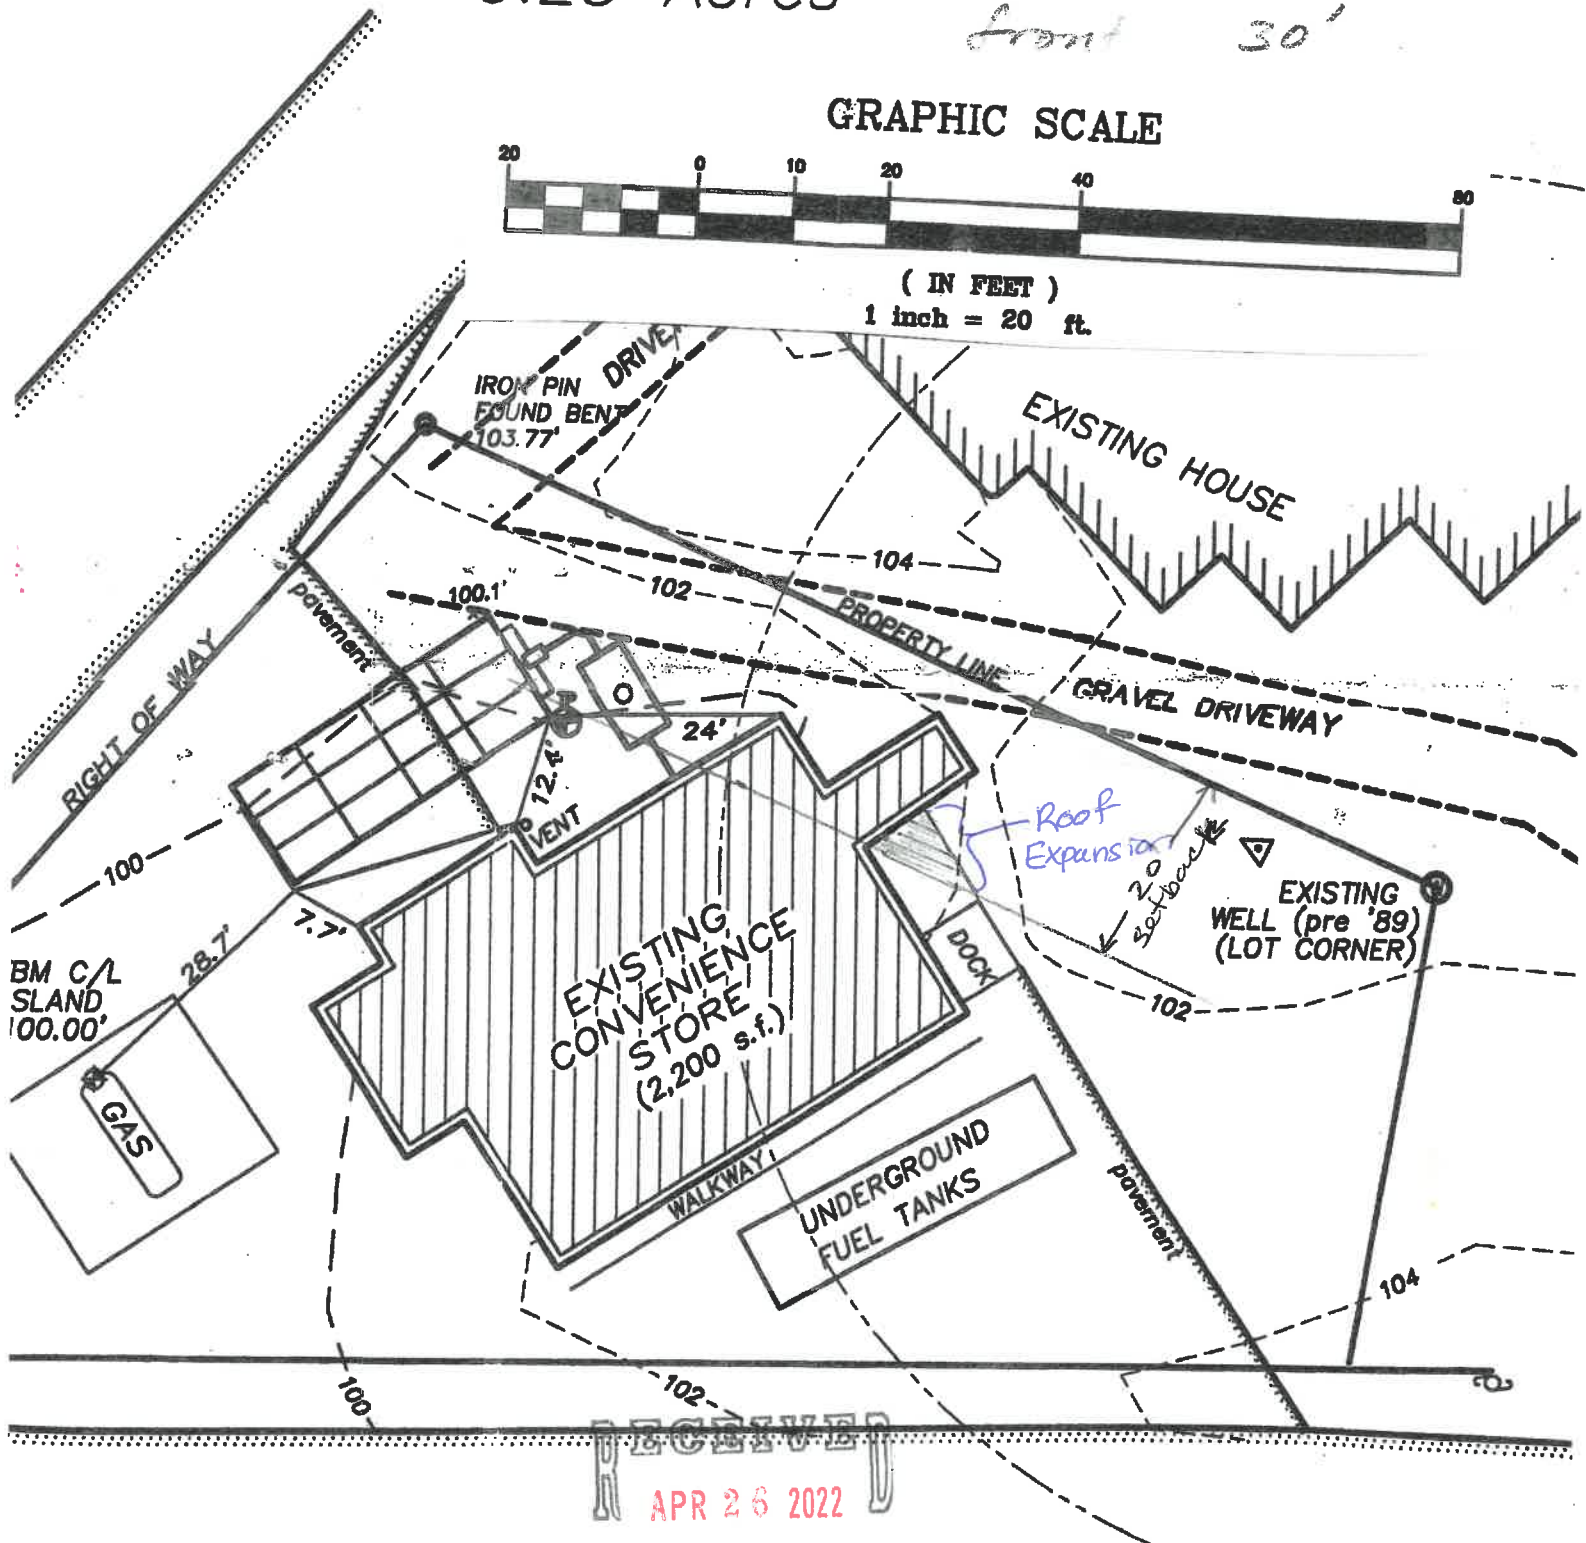 Acres
front 30'
GRAPHIC SCALE
20 0 10 20 40 80
( IN FEET )
1 inch = 20 ft.
DRIVE
IRON PIN
FOUND BENT
103.77'
EXISTING HOUSE
104
102
100.1'
pavement
PROPERTY LINE
GRAVEL DRIVEWAY
RIGHT OF WAY
24'
12.4'
VENT
Roof
Expansion
20
setback
100
EXISTING
WELL (pre '89)
(LOT CORNER)
7.7'
28.7'
DOCK
BM C/L
SLAND
100.00'
EXISTING
CONVENIENCE
STORE
(2,200 s.f.)
102
GAS
WALKWAY
UNDERGROUND
FUEL TANKS
pavement
104
100
102
RECEIVED
APR 26 2022